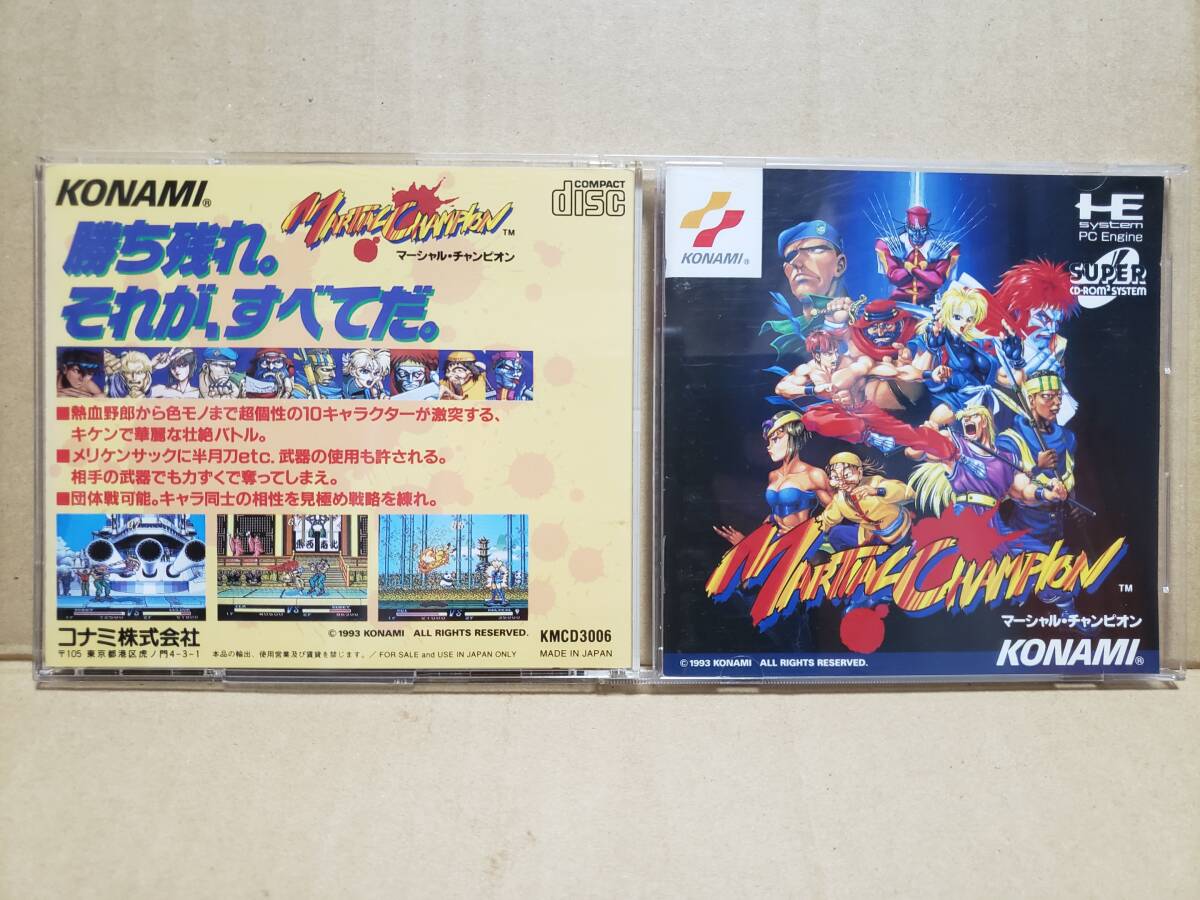 KONAMI®
MARTIAL CHAMPION™
マーシャル・チャンピオン
COMPACT
disc
勝ち残れ。
それが、すべてだ。
■熱血野郎から色モノまで超個性の10キャラクターが激突する、
キケンで華麗な壮絶バトル。
■メリケンサックに半月刀etc. 武器の使用も許される。
相手の武器でも力ずくで奪ってしまえ。
■団体戦可能。キャラ同士の相性を見極め戦略を練れ。
コナミ株式会社
〒105 東京都港区虎ノ門4-3-1
本品の輸出、使用営業及び賃貸を禁じます。／FOR SALE and USE IN JAPAN ONLY
©1993 KONAMI ALL RIGHTS RESERVED.
KMCD3006
MADE IN JAPAN
KONAMI®
HE
system
PC Engine
SUPER
CD-ROM² SYSTEM
MARTIAL CHAMPION™
マーシャル・チャンピオン
©1993 KONAMI ALL RIGHTS RESERVED.
KONAMI®